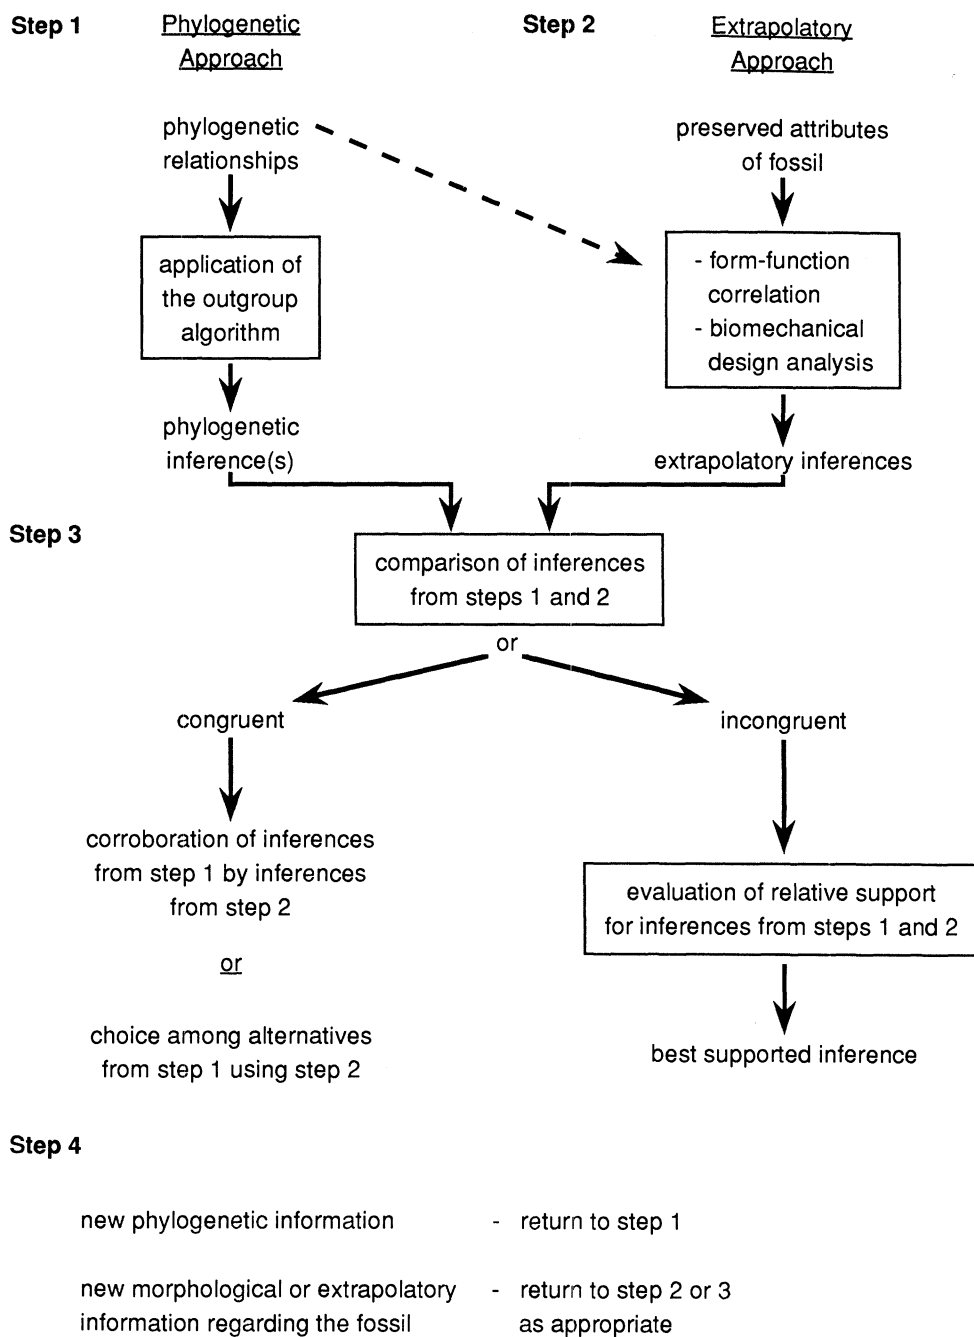 Step 1
Phylogenetic
Approach
Step 2
Extrapolatory
Approach
phylogenetic
relationships
preserved attributes
of fossil
application of
the outgroup
algorithm
- form-function
correlation
- biomechanical
design analysis
phylogenetic
inference(s)
extrapolatory inferences
Step 3
comparison of inferences
from steps 1 and 2
or
congruent
incongruent
corroboration of inferences
from step 1 by inferences
from step 2
or
choice among alternatives
from step 1 using step 2
evaluation of relative support
for inferences from steps 1 and 2
best supported inference
Step 4
new phylogenetic information - return to step 1
new morphological or extrapolatory - return to step 2 or 3
information regarding the fossil as appropriate